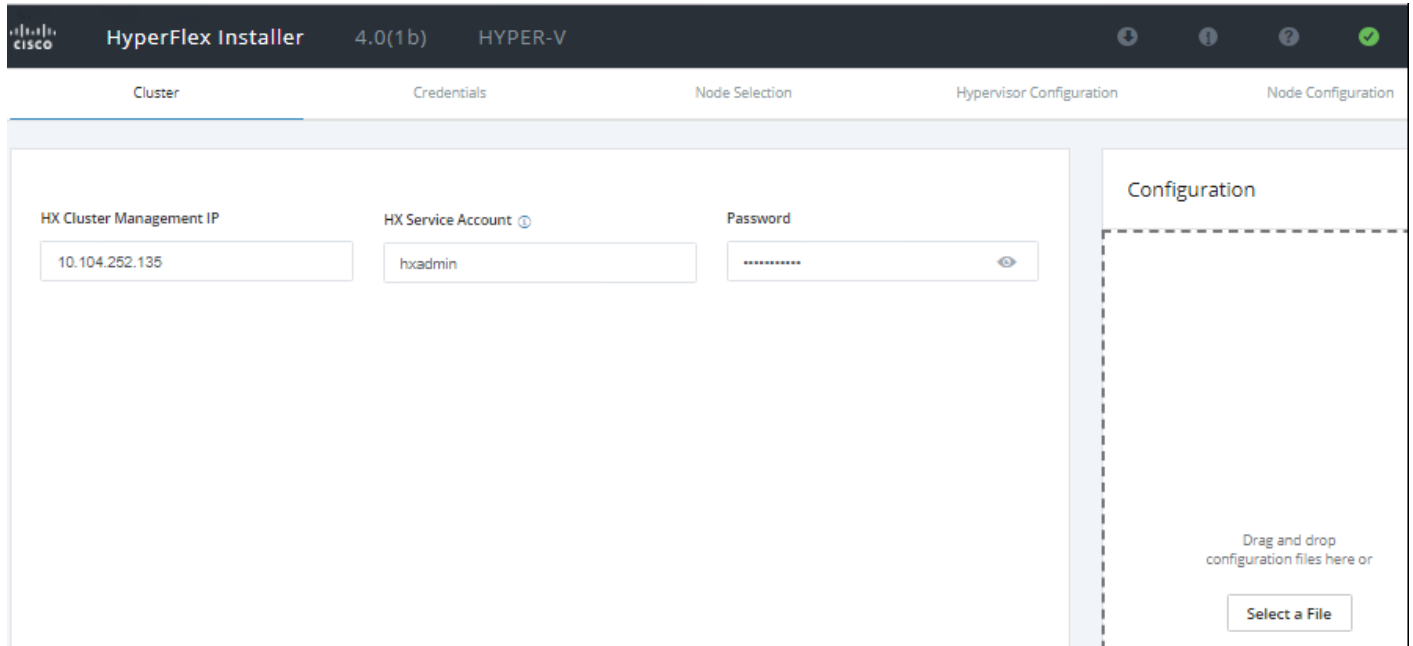 CISCO HyperFlex Installer 4.0(1b) HYPER-V
Cluster Credentials Node Selection Hypervisor Configuration Node Configuration
Configuration
HX Cluster Management IP HX Service Account Password
10.104.252.135 hxadmin •••••••••••
Drag and drop
configuration files here or
Select a File